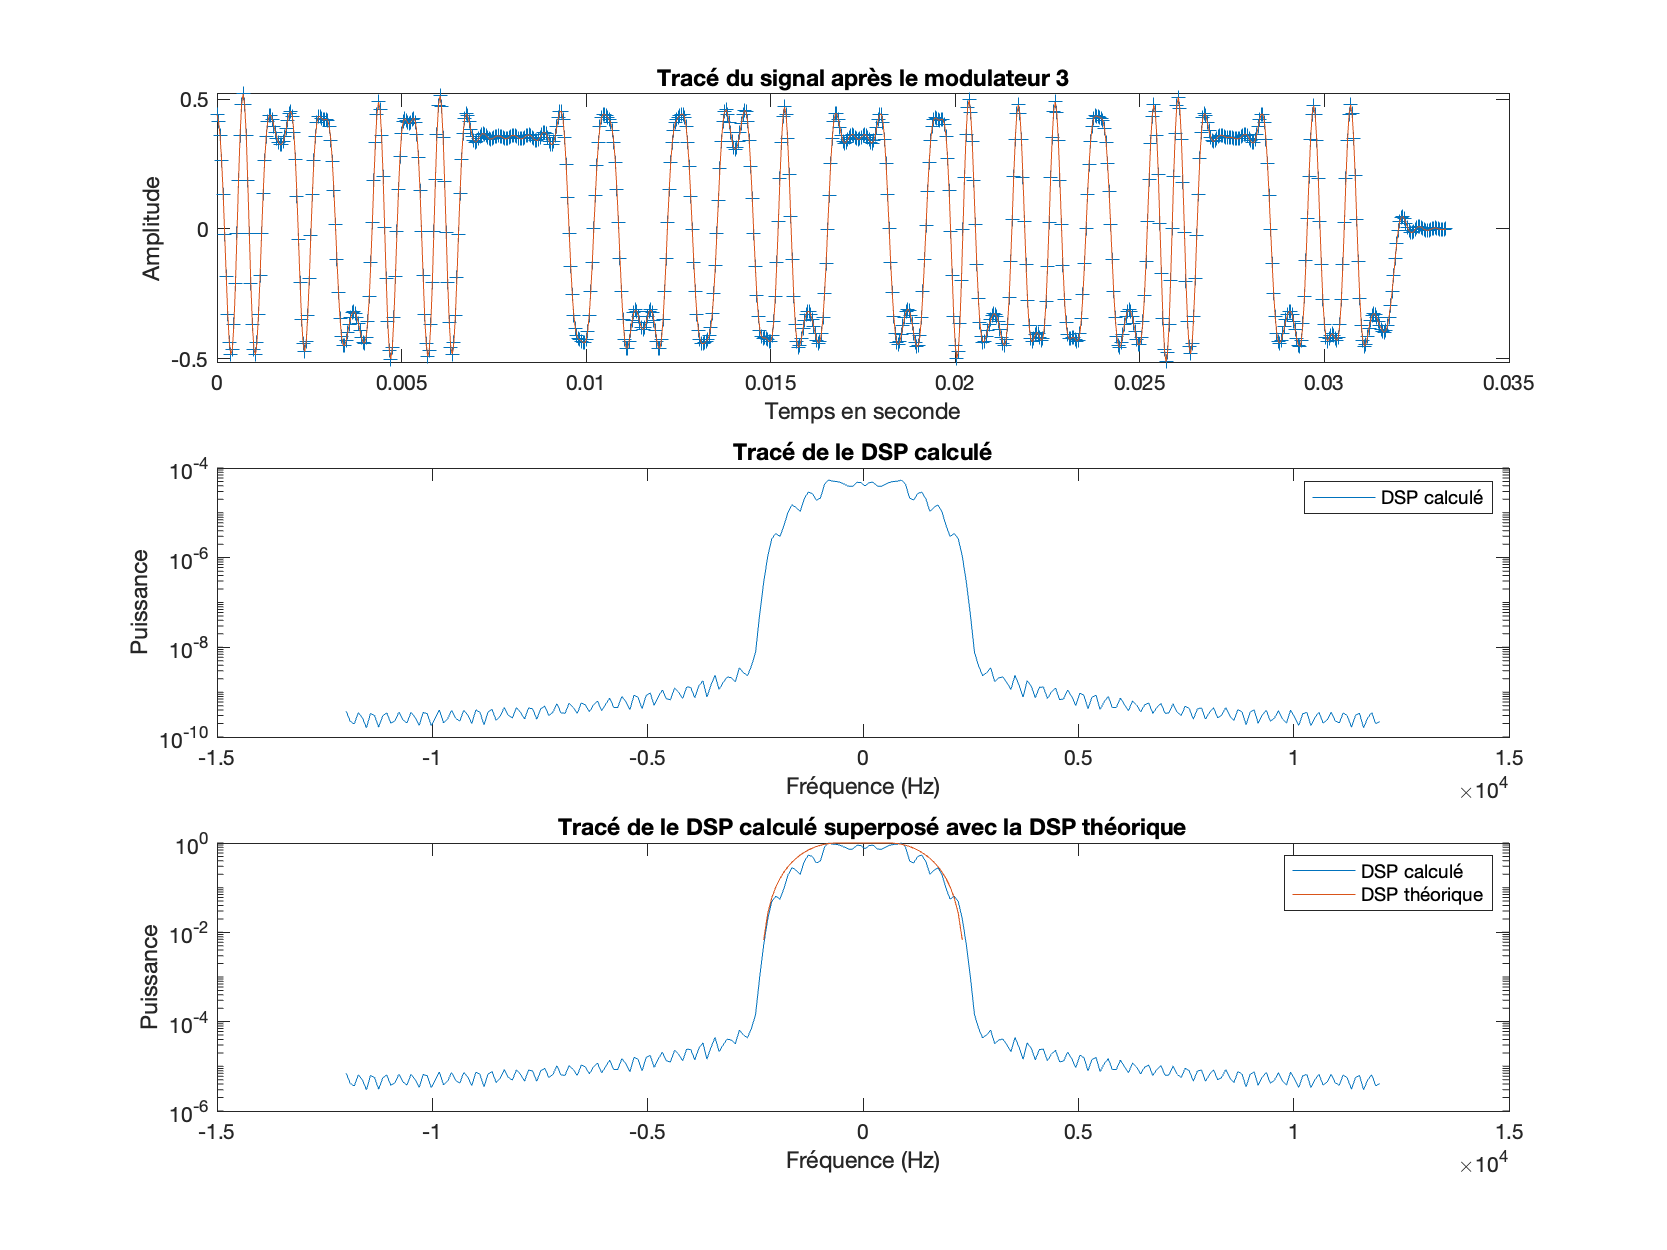 Tracé du signal après le modulateur 3
0.5
0
-0.5
Amplitude
0
0.005
0.01
0.015
0.02
0.025
0.03
0.035
Temps en seconde
Tracé de le DSP calculé
10-4
10-6
10-8
10-10
Puissance
DSP calculé
-1.5
-1
-0.5
0
0.5
1
1.5
×104
Fréquence (Hz)
Tracé de le DSP calculé superposé avec la DSP théorique
100
10-2
10-4
10-6
Puissance
DSP calculé
DSP théorique
-1.5
-1
-0.5
0
0.5
1
1.5
×104
Fréquence (Hz)